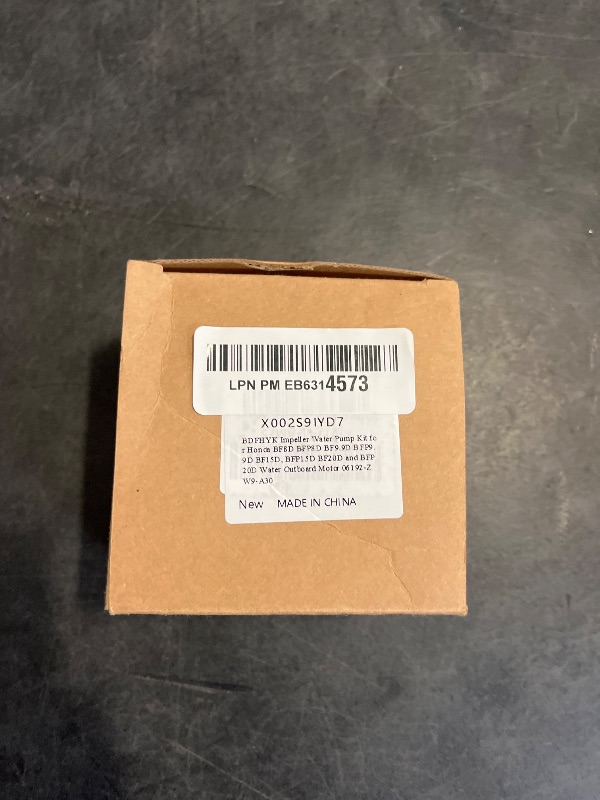 LPN PM EB6314573
X002S9IYD7
BDFHYK Impeller Water Pump Kit fo
r Honda BF8D BFP8D BF9.9D BFP9.
9D BF15D, BFP15D BF20D and BFP
20D Water Outboard Motor 06192-Z
W9-A30
New MADE IN CHINA